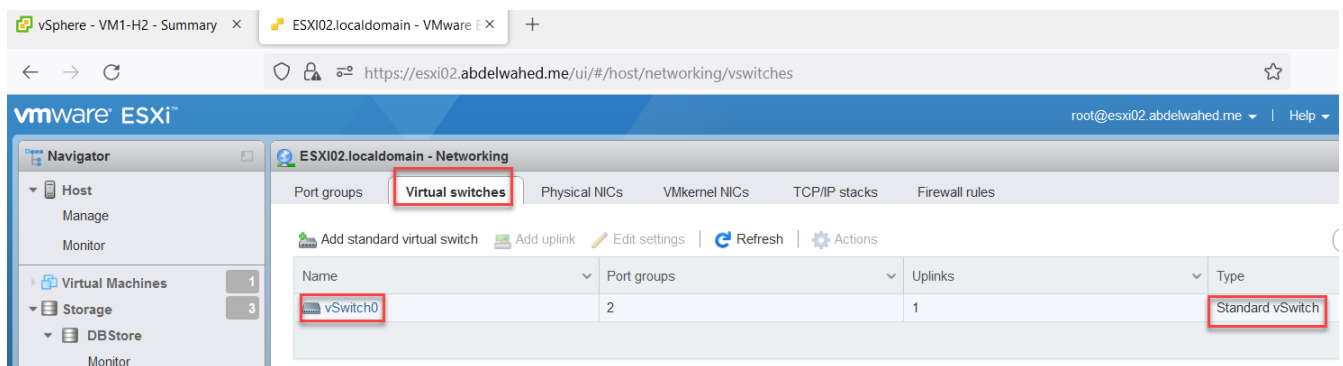 vSphere - VM1-H2 - Summary
ESXI02.localdomain - VMware E
https://esxi02.abdelwahed.me/ui/#/host/networking/vswitches
vmware ESXi™
root@esxi02.abdelwahed.me | Help
Navigator
ESXI02.localdomain - Networking
Host
Port groups Virtual switches Physical NICs VMkernel NICs TCP/IP stacks Firewall rules
Manage
Monitor
Add standard virtual switch Add uplink Edit settings | Refresh | Actions
Name Port groups Uplinks Type
Virtual Machines 1
Storage 3
vSwitch0 2 1 Standard vSwitch
DBStore
Monitor